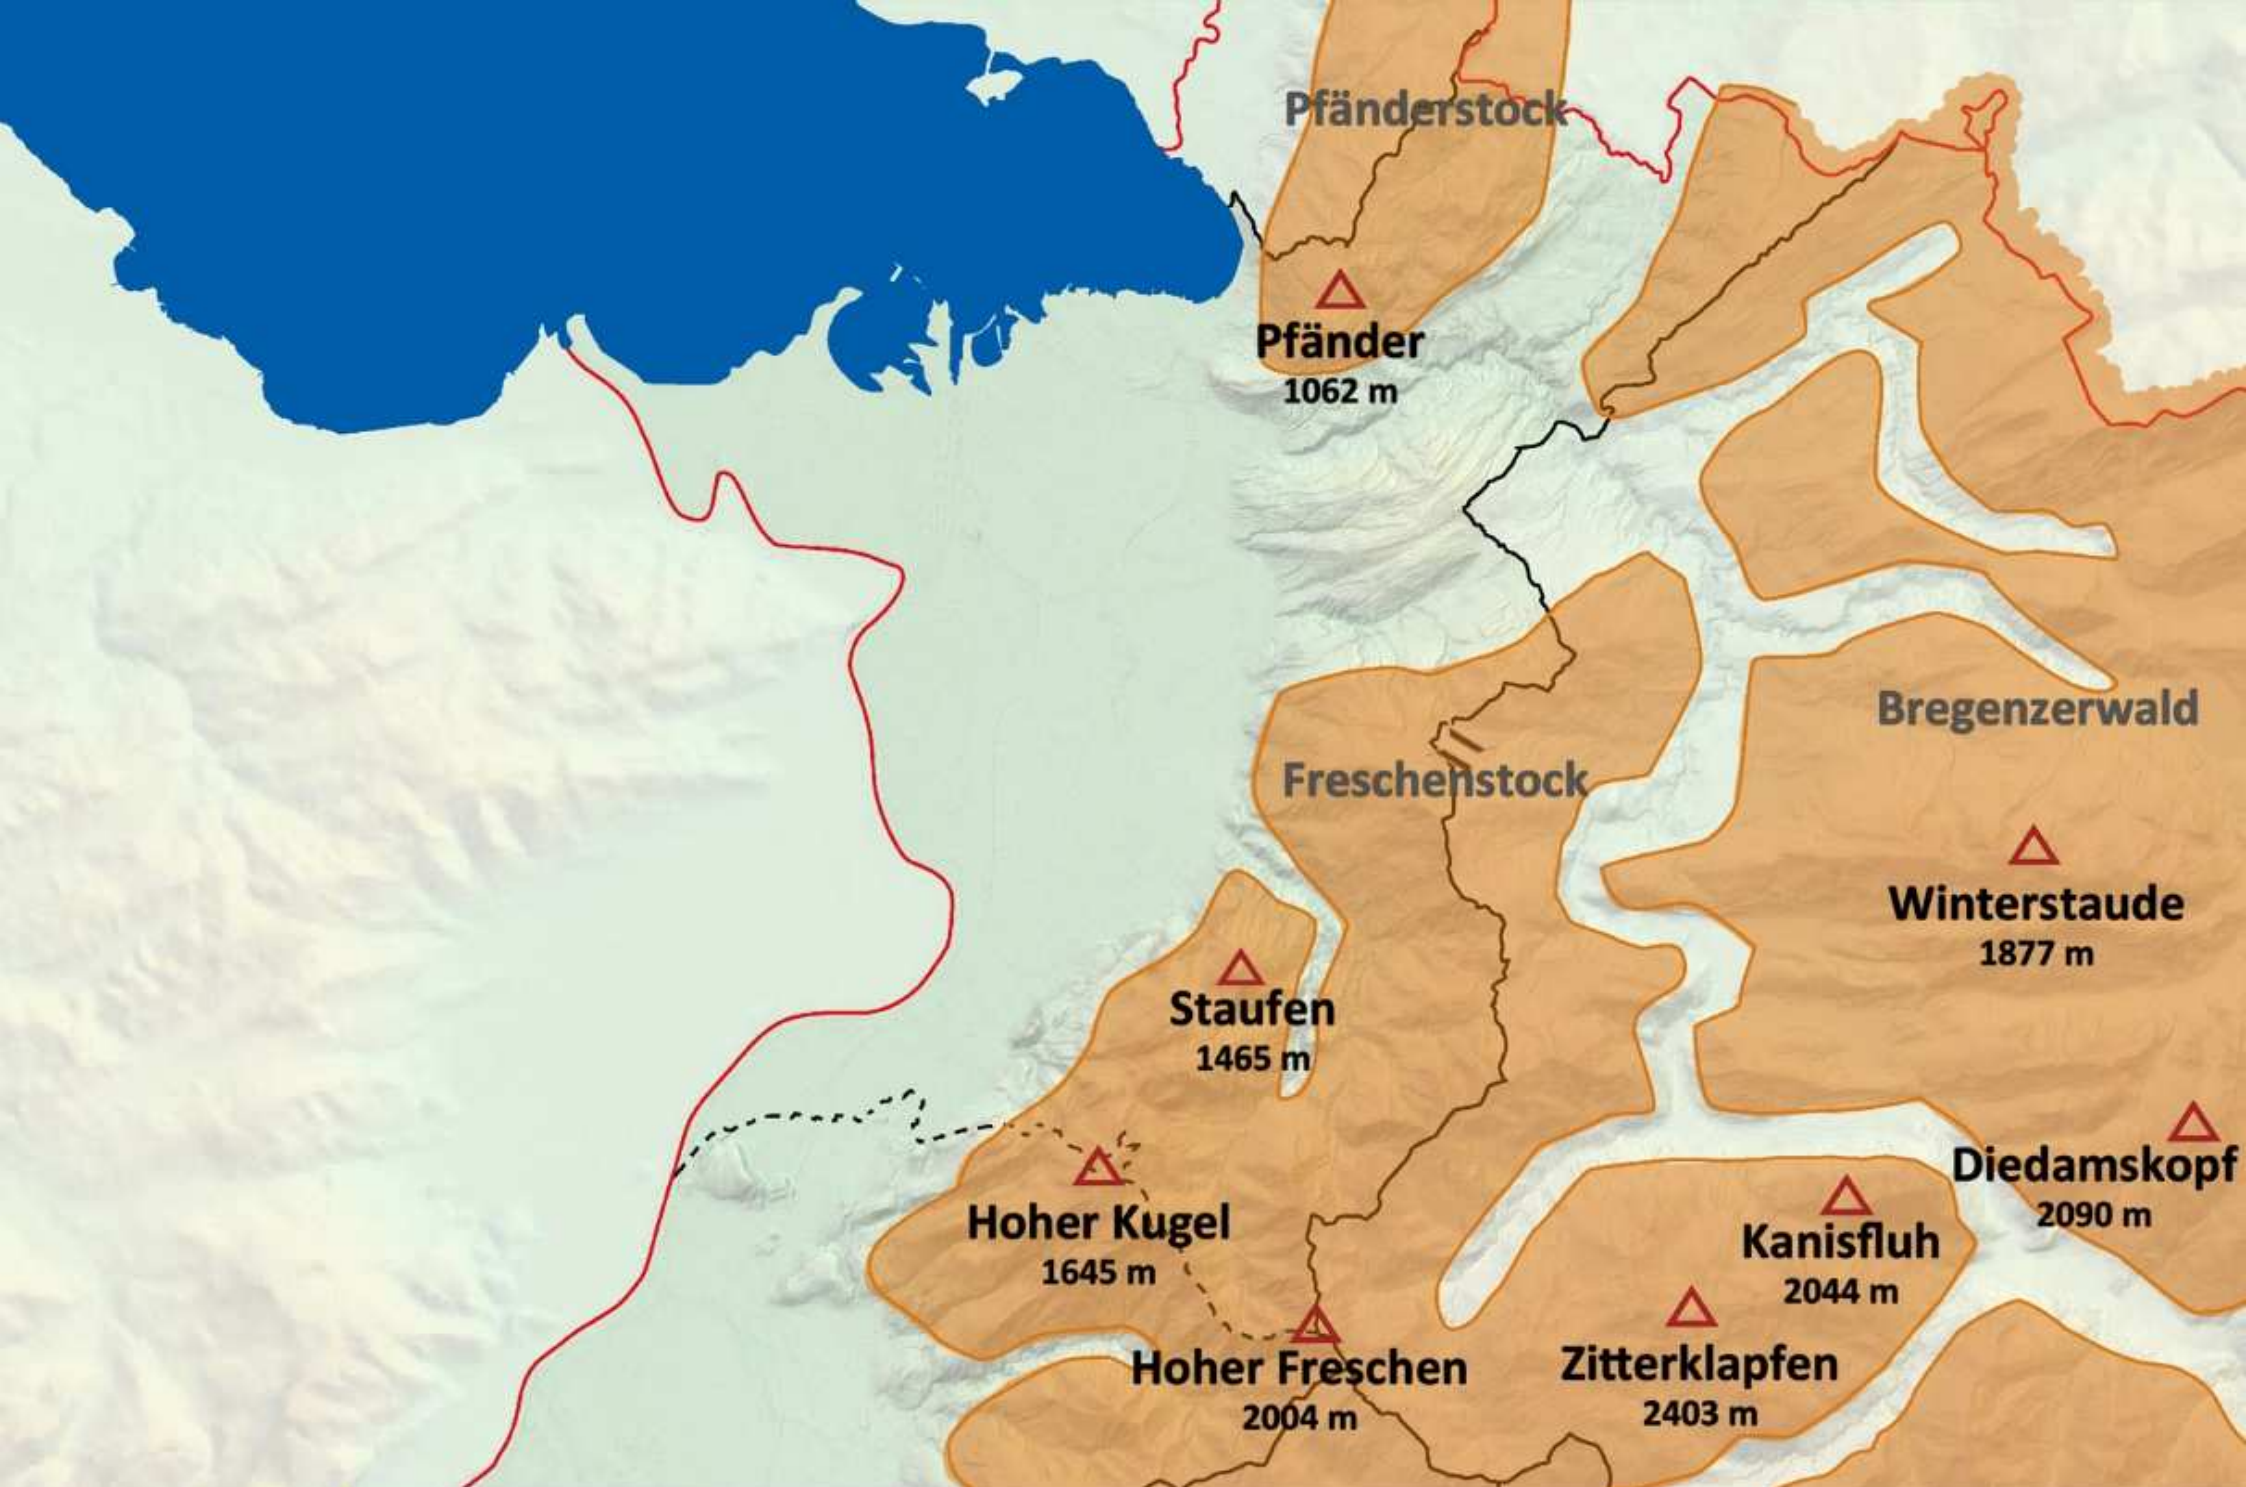 Pfänderstock
Pfänder
1062 m
Bregenzerwald
Freschenstock
Winterstaude
1877 m
Staufen
1465 m
Diedamskopf
2090 m
Hoher Kugel
1645 m
Kanisfluh
2044 m
Hoher Freschen
2004 m
Zitterklapfen
2403 m